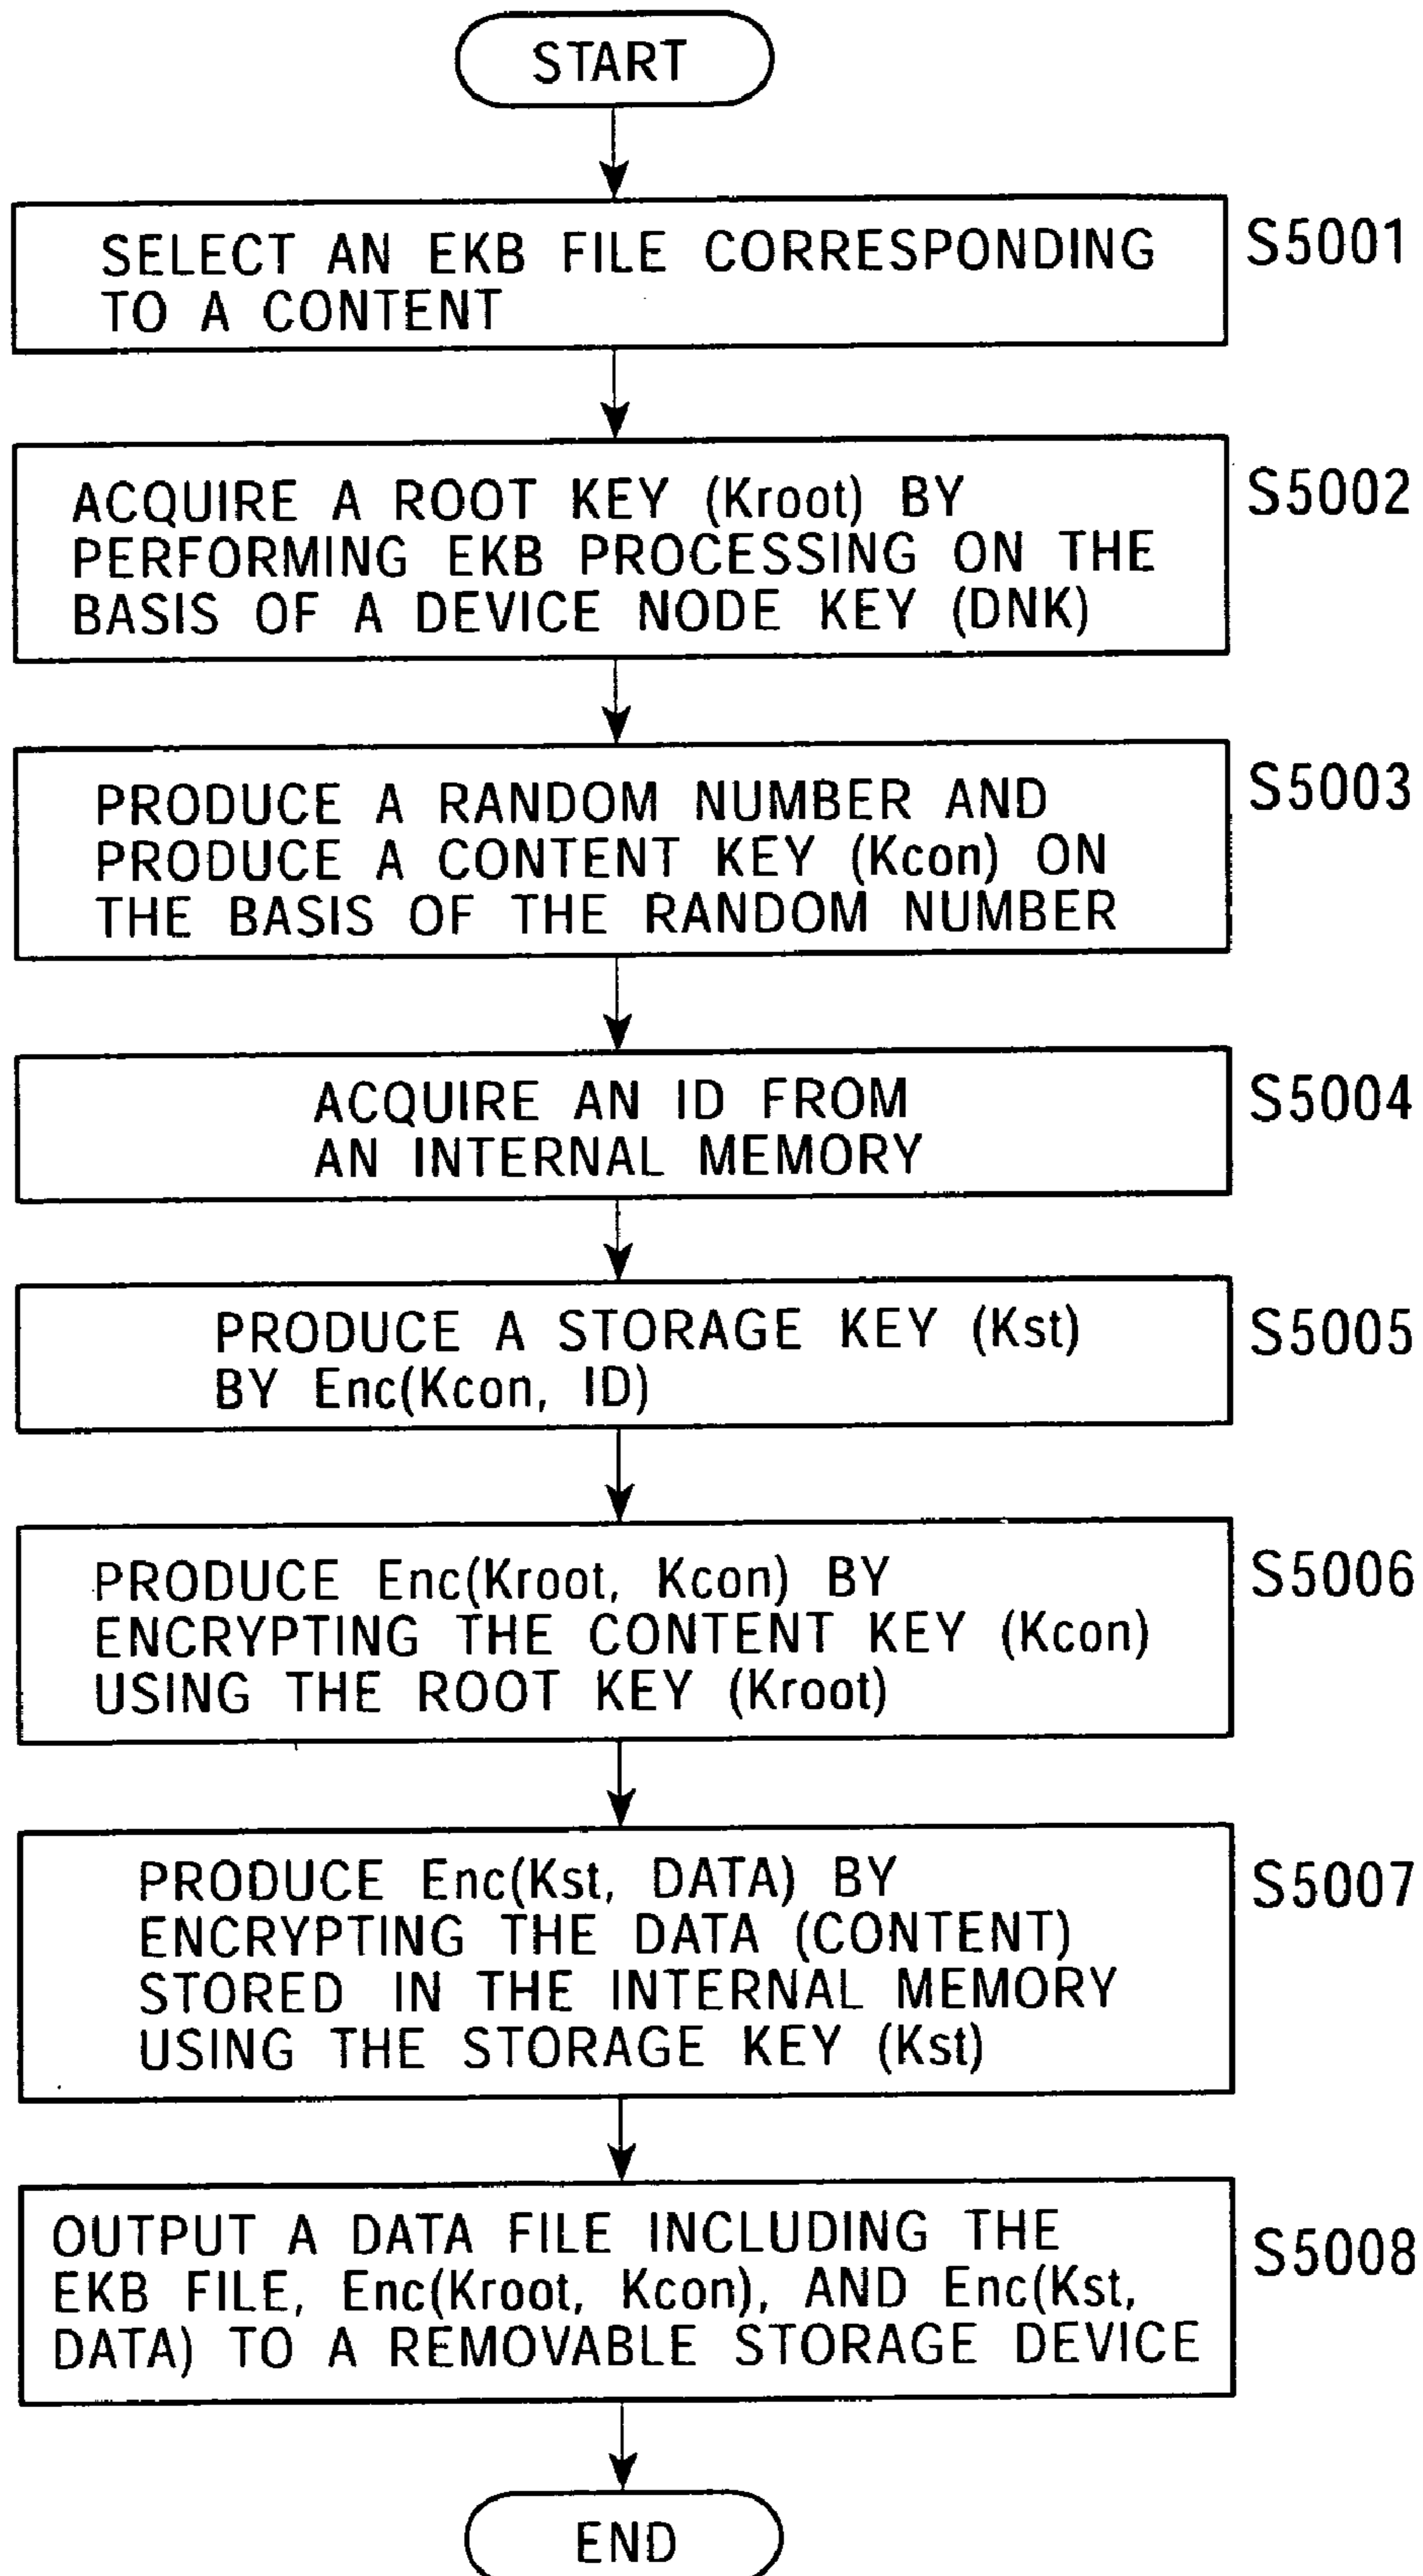 START
SELECT AN EKB FILE CORRESPONDING
TO A CONTENT
S5001
ACQUIRE A ROOT KEY (Kroot) BY
PERFORMING EKB PROCESSING ON THE
BASIS OF A DEVICE NODE KEY (DNK)
S5002
PRODUCE A RANDOM NUMBER AND
PRODUCE A CONTENT KEY (Kcon) ON
THE BASIS OF THE RANDOM NUMBER
S5003
ACQUIRE AN ID FROM
AN INTERNAL MEMORY
S5004
PRODUCE A STORAGE KEY (Kst)
BY Enc(Kcon, ID)
S5005
PRODUCE Enc(Kroot, Kcon) BY
ENCRYPTING THE CONTENT KEY (Kcon)
USING THE ROOT KEY (Kroot)
S5006
PRODUCE Enc(Kst, DATA) BY
ENCRYPTING THE DATA (CONTENT)
STORED IN THE INTERNAL MEMORY
USING THE STORAGE KEY (Kst)
S5007
OUTPUT A DATA FILE INCLUDING THE
EKB FILE, Enc(Kroot, Kcon), AND Enc(Kst,
DATA) TO A REMOVABLE STORAGE DEVICE
S5008
END